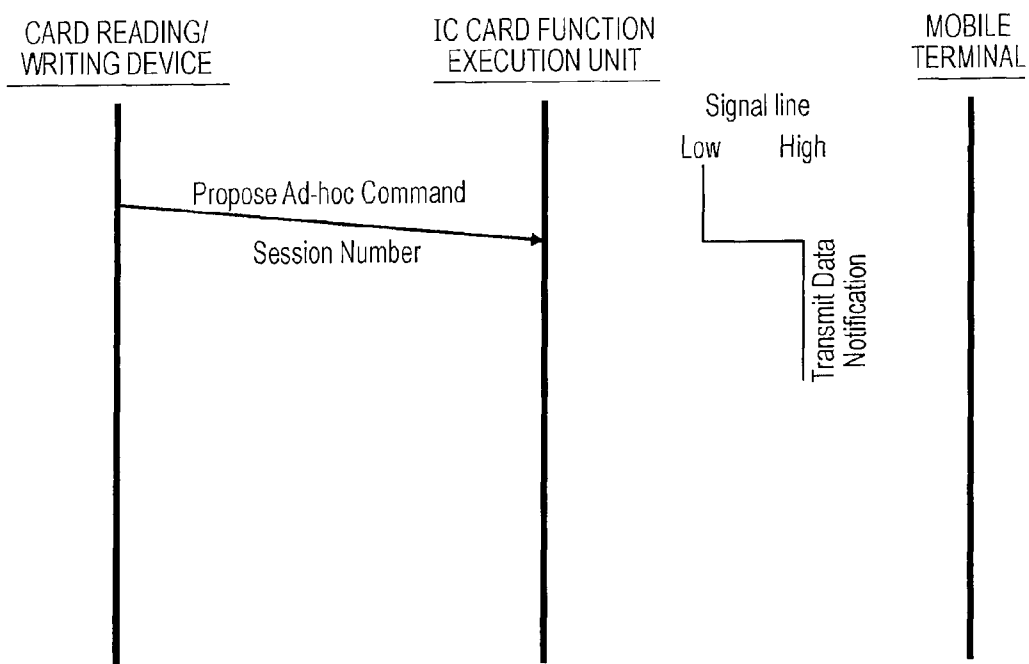 CARD READING/
WRITING DEVICE
IC CARD FUNCTION
EXECUTION UNIT
MOBILE
TERMINAL
Signal line
Low High
Propose Ad-hoc Command
Session Number
Transmit Data
Notification